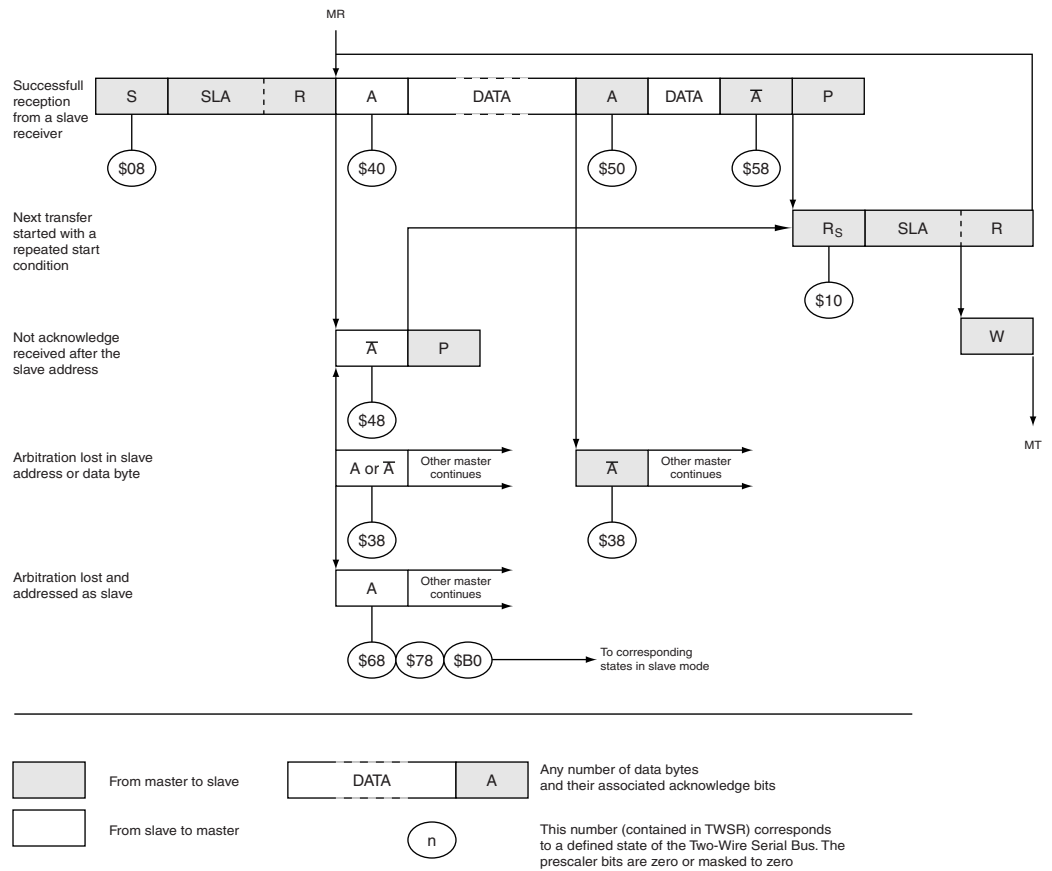 MR
Successfull
reception
from a slave
receiver
S SLA R A DATA A DATA A̅ P
$08 $40 $50 $58
Next transfer
started with a
repeated start
condition
RS SLA R
$10
W
MT
Not acknowledge
received after the
slave address
A̅ P
$48
Arbitration lost in slave
address or data byte
A or A̅
Other master
continues
A̅
Other master
continues
$38 $38
Arbitration lost and
addressed as slave
A
Other master
continues
$68 $78 $B0
To corresponding
states in slave mode
From master to slave
From slave to master
DATA A
Any number of data bytes
and their associated acknowledge bits
n
This number (contained in TWSR) corresponds
to a defined state of the Two-Wire Serial Bus. The
prescaler bits are zero or masked to zero